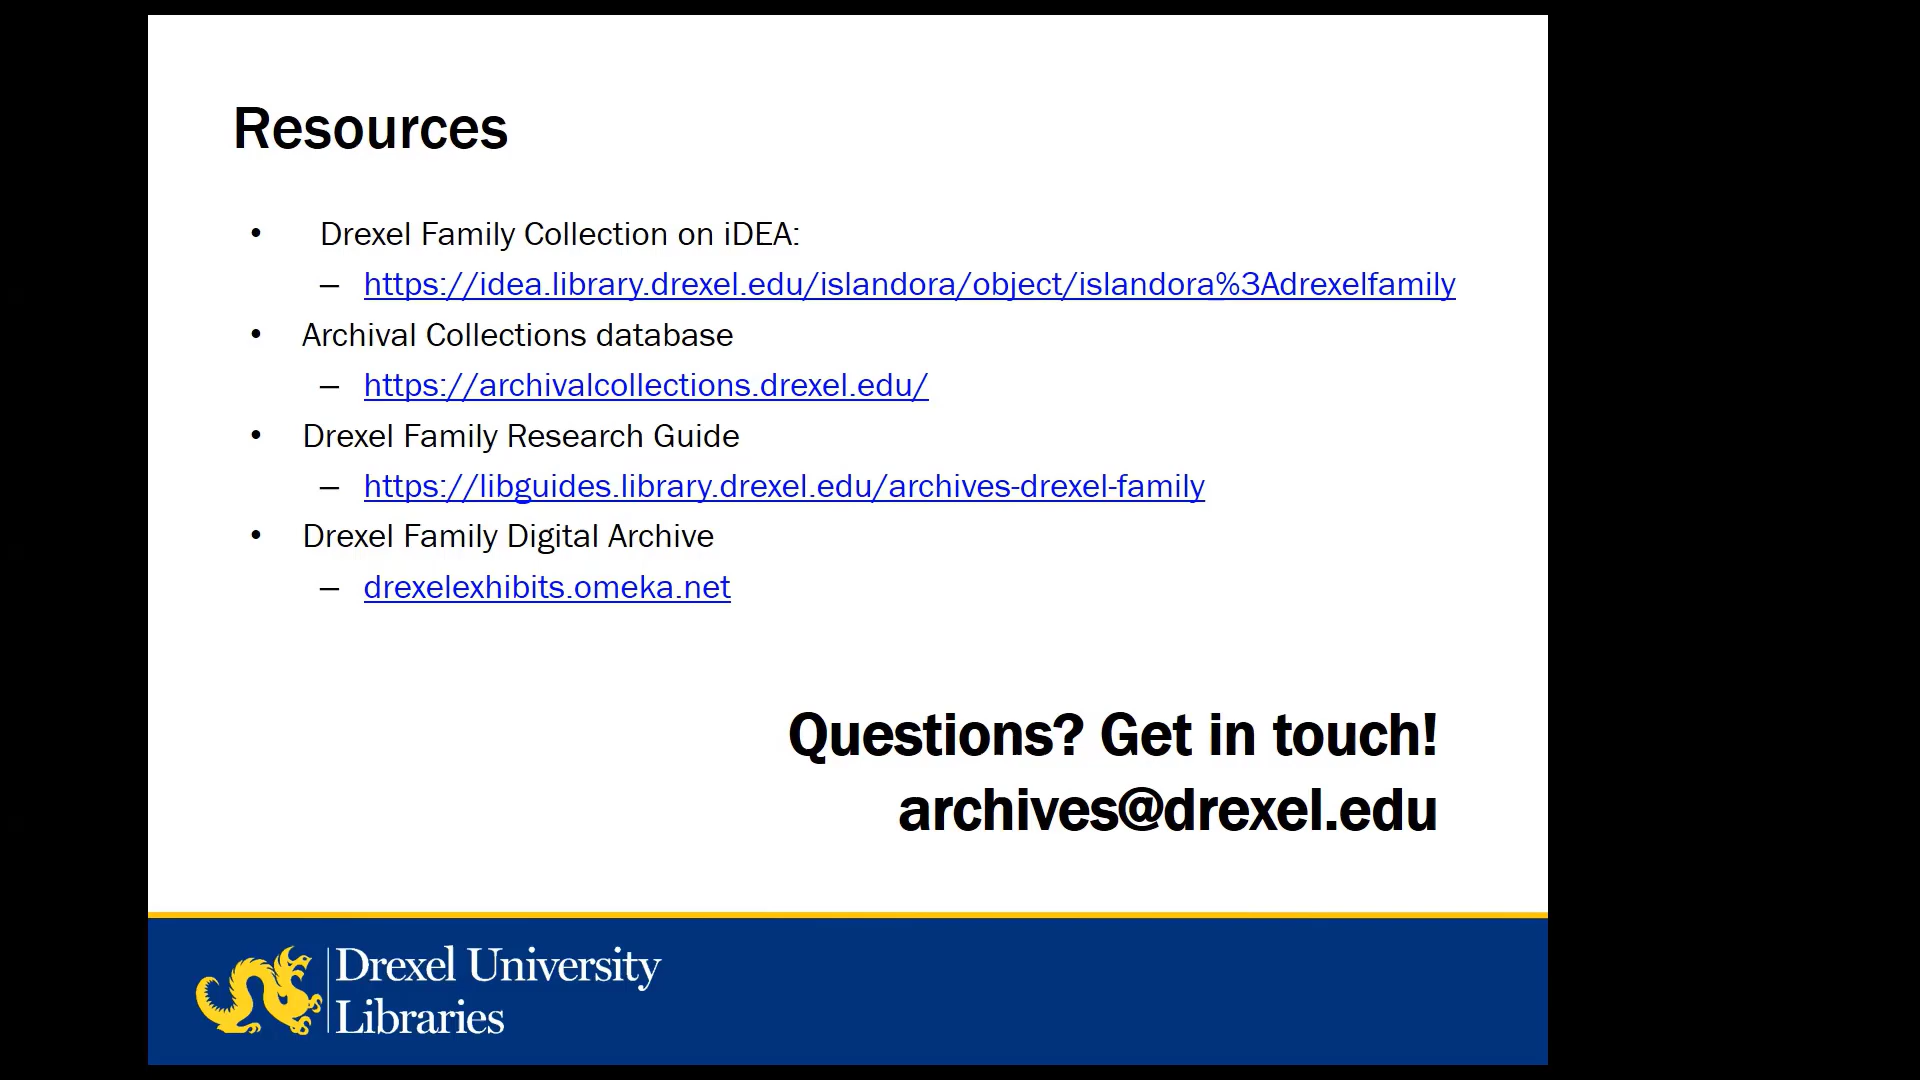 Resources
• Drexel Family Collection on iDEA:
– https://idea.library.drexel.edu/islandora/object/islandora%3Adrexelfamily
• Archival Collections database
– https://archivalcollections.drexel.edu/
• Drexel Family Research Guide
– https://libguides.library.drexel.edu/archives-drexel-family
• Drexel Family Digital Archive
– drexelexhibits.omeka.net
Questions? Get in touch!
archives@drexel.edu
Drexel University
Libraries